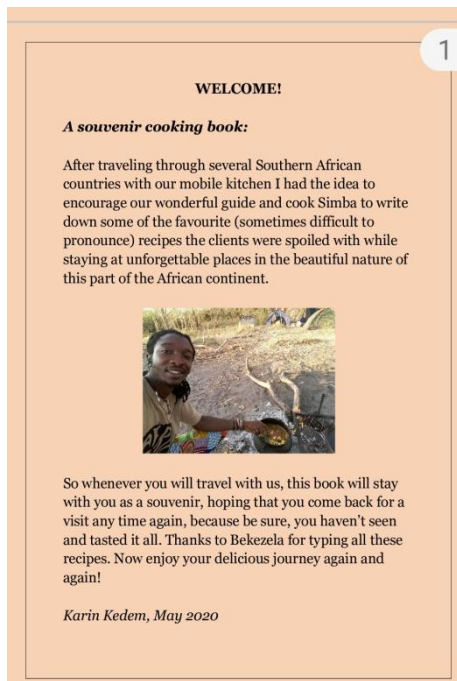 1
WELCOME!
A souvenir cooking book:
After traveling through several Southern African
countries with our mobile kitchen I had the idea to
encourage our wonderful guide and cook Simba to write
down some of the favourite (sometimes difficult to
pronounce) recipes the clients were spoiled with while
staying at unforgettable places in the beautiful nature of
this part of the African continent.
So whenever you will travel with us, this book will stay
with you as a souvenir, hoping that you come back for a
visit any time again, because be sure, you haven't seen
and tasted it all. Thanks to Bekezela for typing all these
recipes. Now enjoy your delicious journey again and
again!
Karin Kedem, May 2020